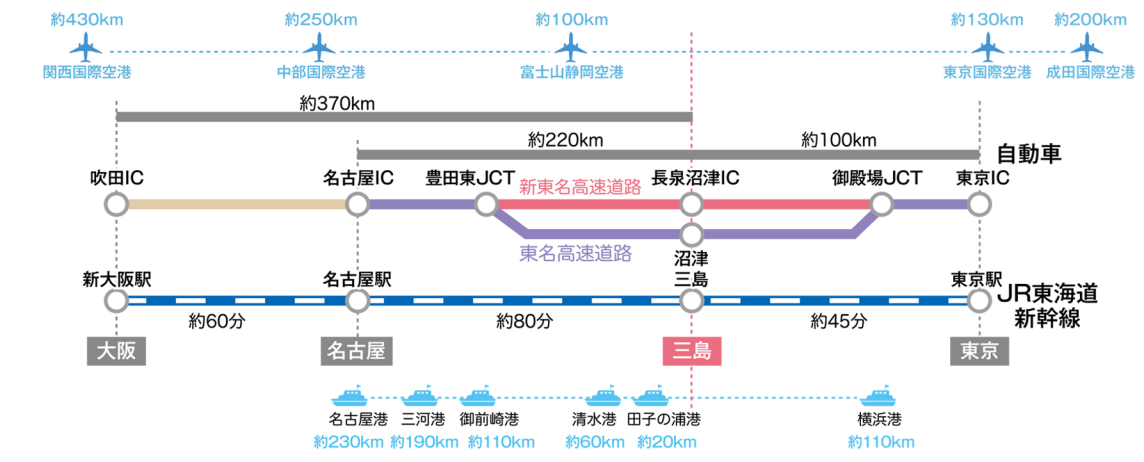 約430km
約250km
約100km
約130km
約200km
関西国際空港
中部国際空港
富士山静岡空港
東京国際空港
成田国際空港
約370km
約220km
約100km
自動車
吹田IC
名古屋IC
豊田東JCT
新東名高速道路
長泉沼津IC
御殿場JCT
東京IC
東名高速道路
沼津
三島
新大阪駅
名古屋駅
東京駅
JR東海道
新幹線
約60分
約80分
約45分
大阪
名古屋
三島
東京
名古屋港
三河港
御前崎港
清水港
田子の浦港
横浜港
約230km
約190km
約110km
約60km
約20km
約110km